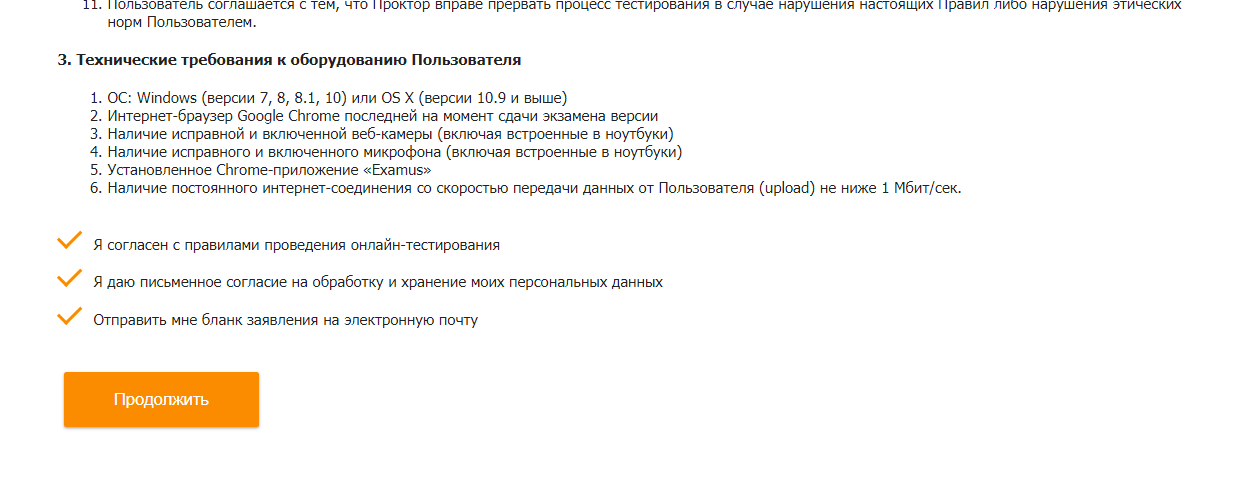 11. Пользователь соглашается с тем, что Проктор вправе прервать процесс тестирования в случае нарушения настоящих Правил либо нарушения этических
норм Пользователем.
3. Технические требования к оборудованию Пользователя
1. ОС: Windows (версии 7, 8, 8.1, 10) или OS X (версии 10.9 и выше)
2. Интернет-браузер Google Chrome последней на момент сдачи экзамена версии
3. Наличие исправной и включенной веб-камеры (включая встроенные в ноутбуки)
4. Наличие исправного и включенного микрофона (включая встроенные в ноутбуки)
5. Установленное Chrome-приложение «Examus»
6. Наличие постоянного интернет-соединения со скоростью передачи данных от Пользователя (upload) не ниже 1 Мбит/сек.
Я согласен с правилами проведения онлайн-тестирования
Я даю письменное согласие на обработку и хранение моих персональных данных
Отправить мне бланк заявления на электронную почту
Продолжить